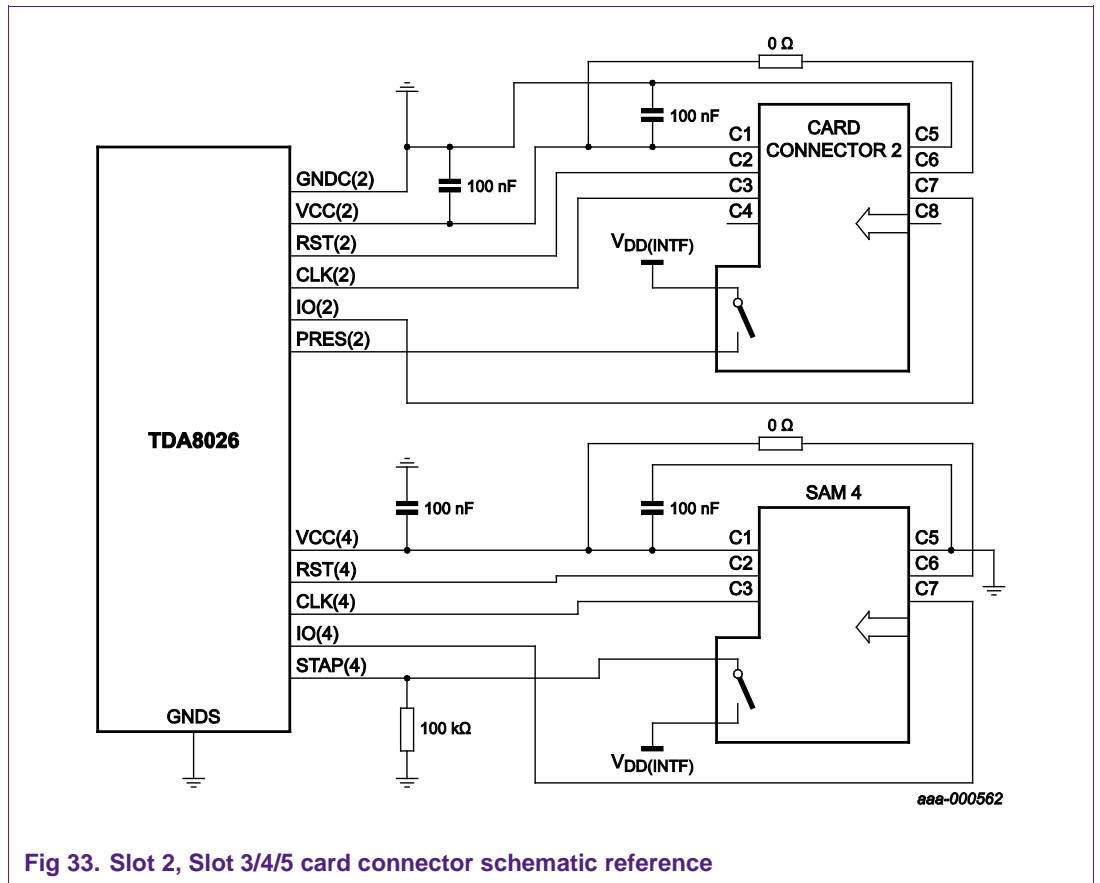 0 Ω
100 nF
CARD
CONNECTOR 2
C1
C2
C3
C4
C5
C6
C7
C8
GNDC(2)
100 nF
VCC(2)
RST(2)
CLK(2)
IO(2)
PRES(2)
VDD(INTF)
TDA8026
0 Ω
100 nF
100 nF
SAM 4
VCC(4)
RST(4)
CLK(4)
IO(4)
STAP(4)
C1
C2
C3
C5
C6
C7
GNDS
100 kΩ
VDD(INTF)
aaa-000562
Fig 33. Slot 2, Slot 3/4/5 card connector schematic reference